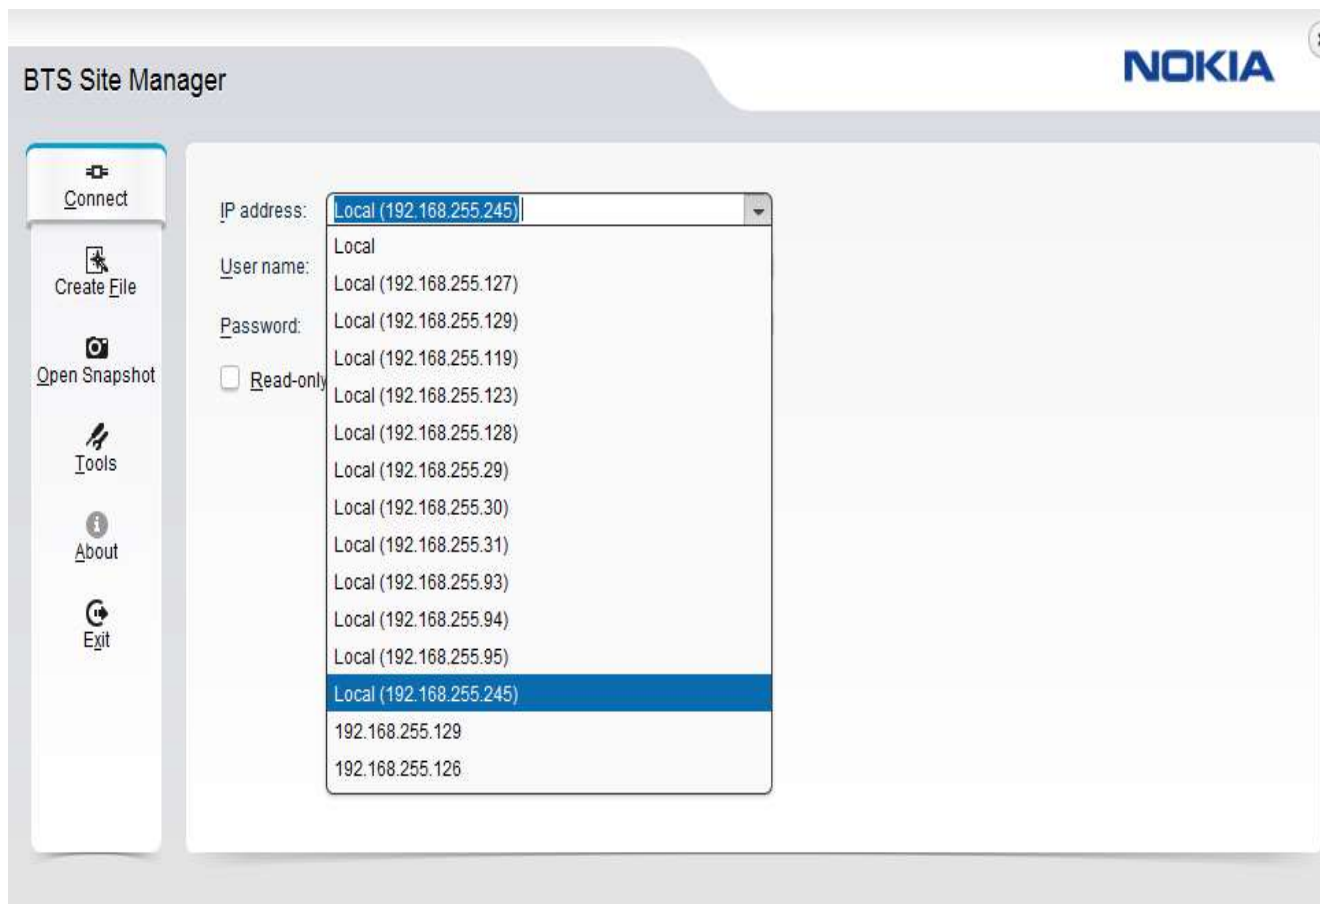 BTS Site Manager
NOKIA
Connect
Create File
Open Snapshot
Tools
About
Exit
IP address:
Local (192.168.255.245)
User name:
Password:
Read-only
Local
Local (192.168.255.127)
Local (192.168.255.129)
Local (192.168.255.119)
Local (192.168.255.123)
Local (192.168.255.128)
Local (192.168.255.29)
Local (192.168.255.30)
Local (192.168.255.31)
Local (192.168.255.93)
Local (192.168.255.94)
Local (192.168.255.95)
Local (192.168.255.245)
192.168.255.129
192.168.255.126